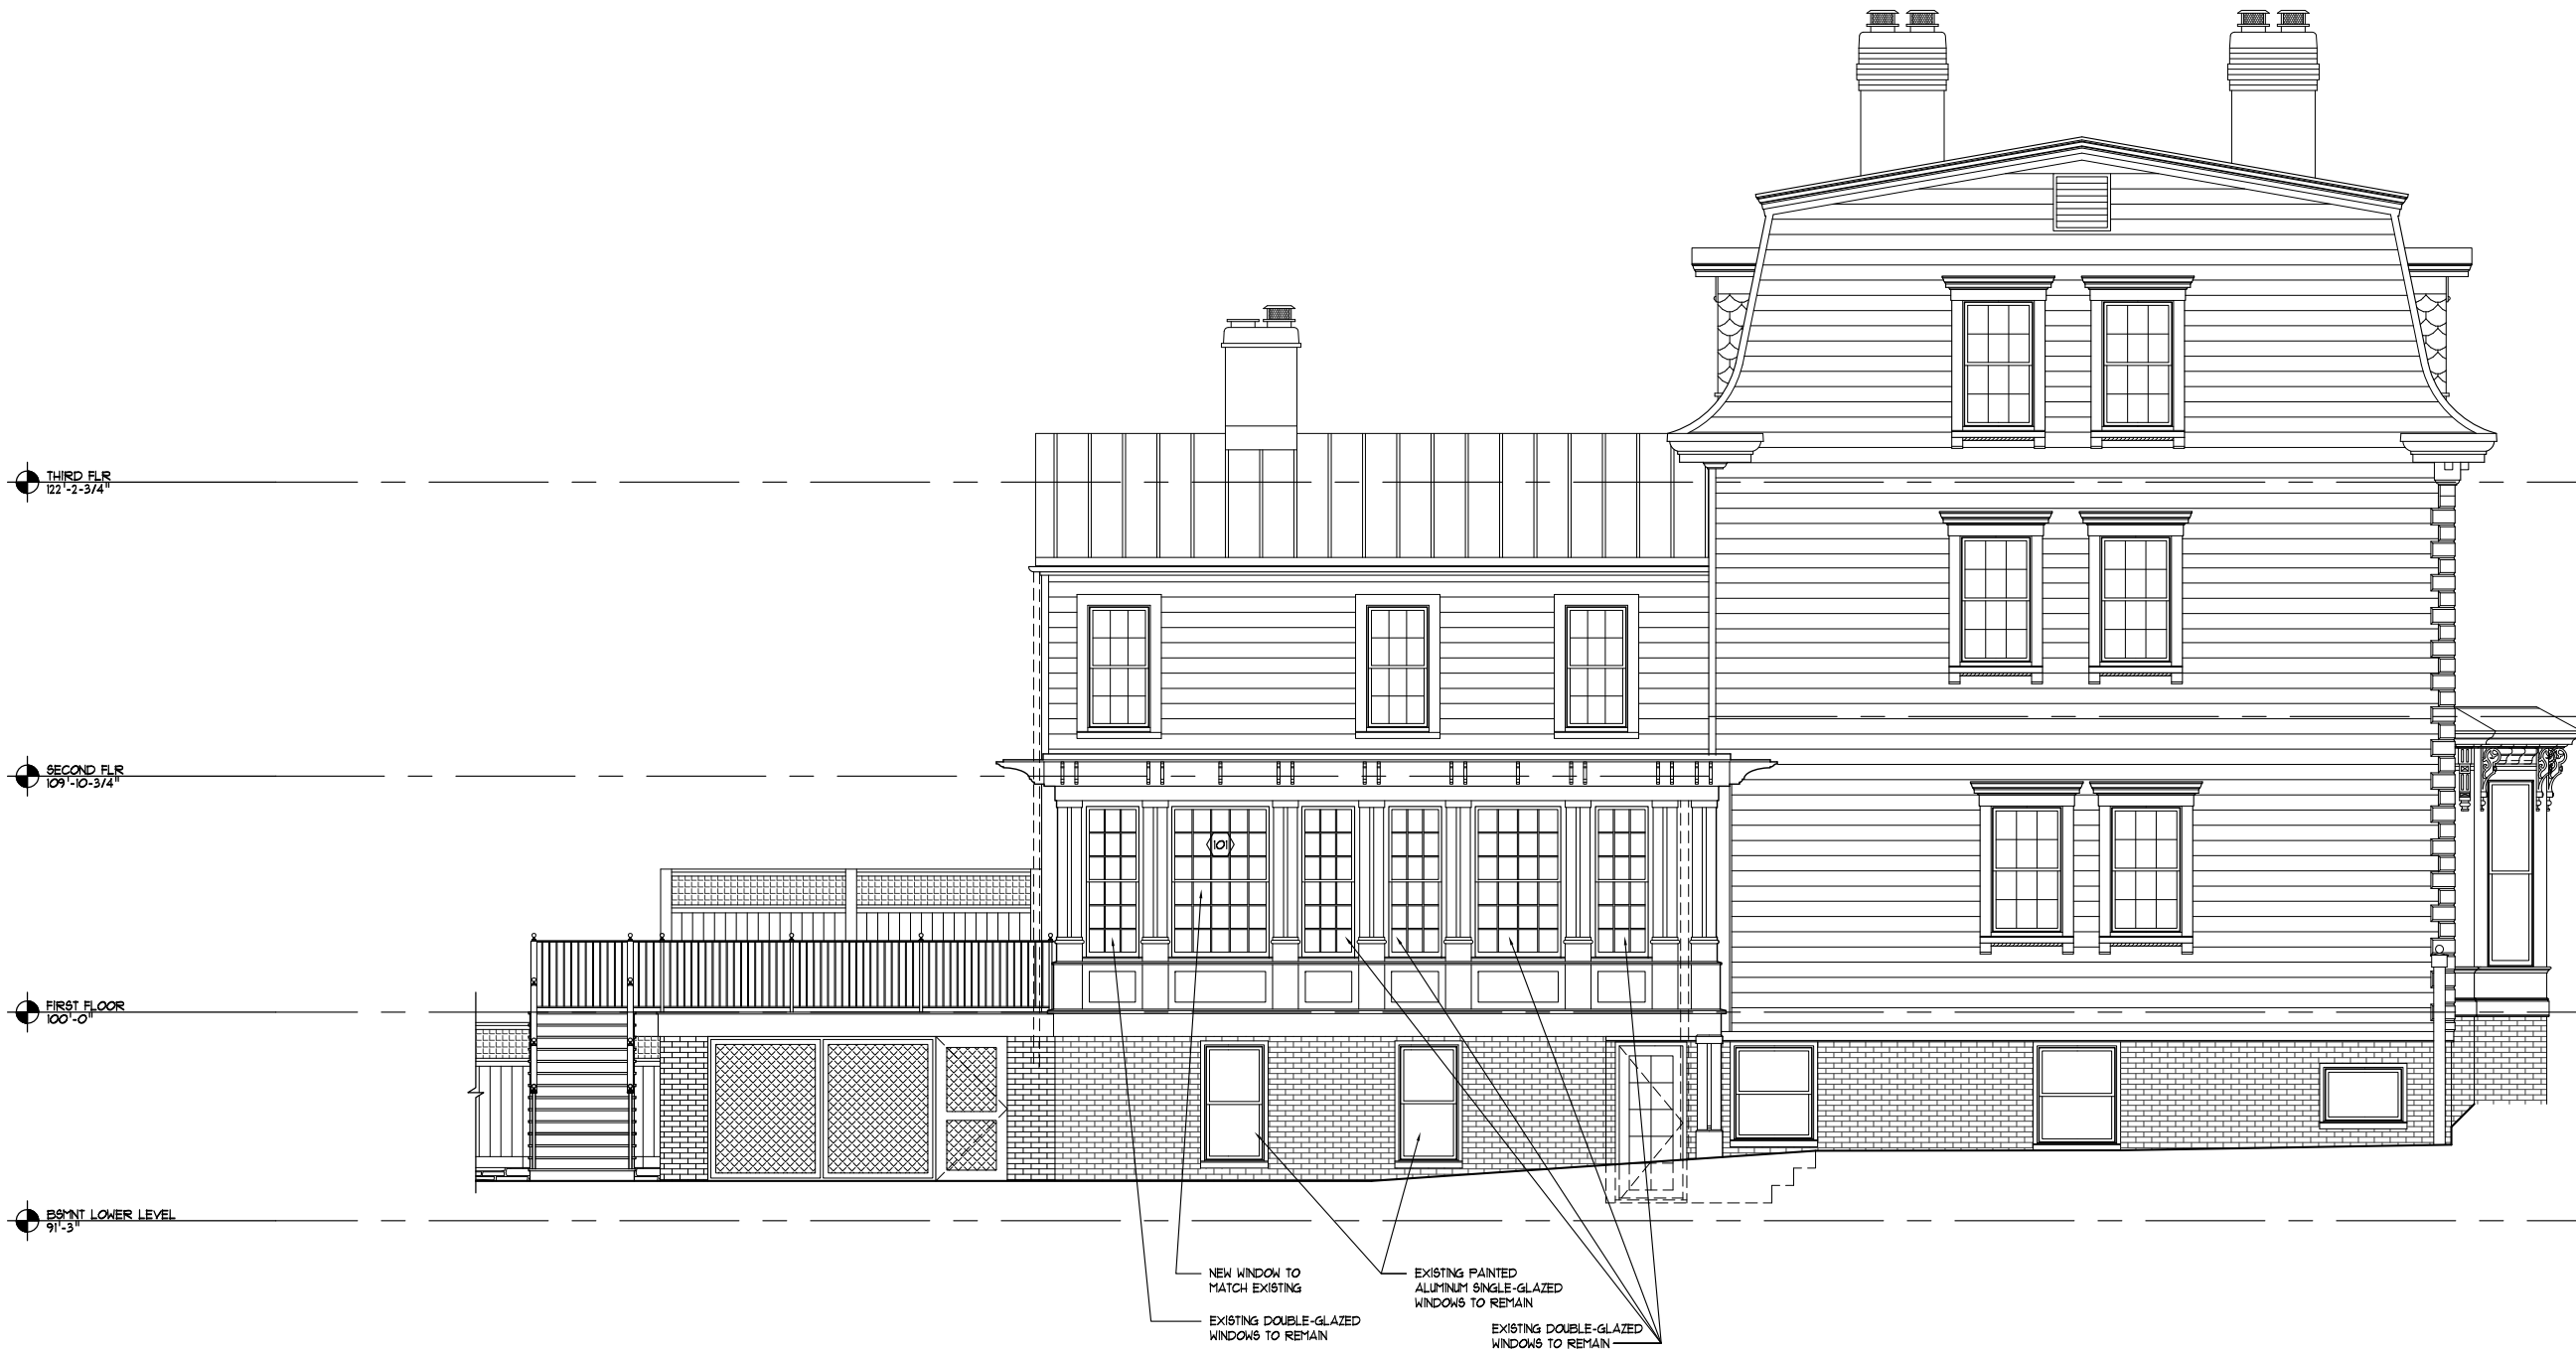 THIRD FLR
122'-2-3/4"
SECOND FLR
109'-10-3/4"
101
FIRST FLOOR
100'-0"
BSMNT LOWER LEVEL
91'-3"
NEW WINDOW TO
MATCH EXISTING
EXISTING DOUBLE-GLAZED
WINDOWS TO REMAIN
EXISTING PAINTED
ALUMINUM SINGLE-GLAZED
WINDOWS TO REMAIN
EXISTING DOUBLE-GLAZED
WINDOWS TO REMAIN